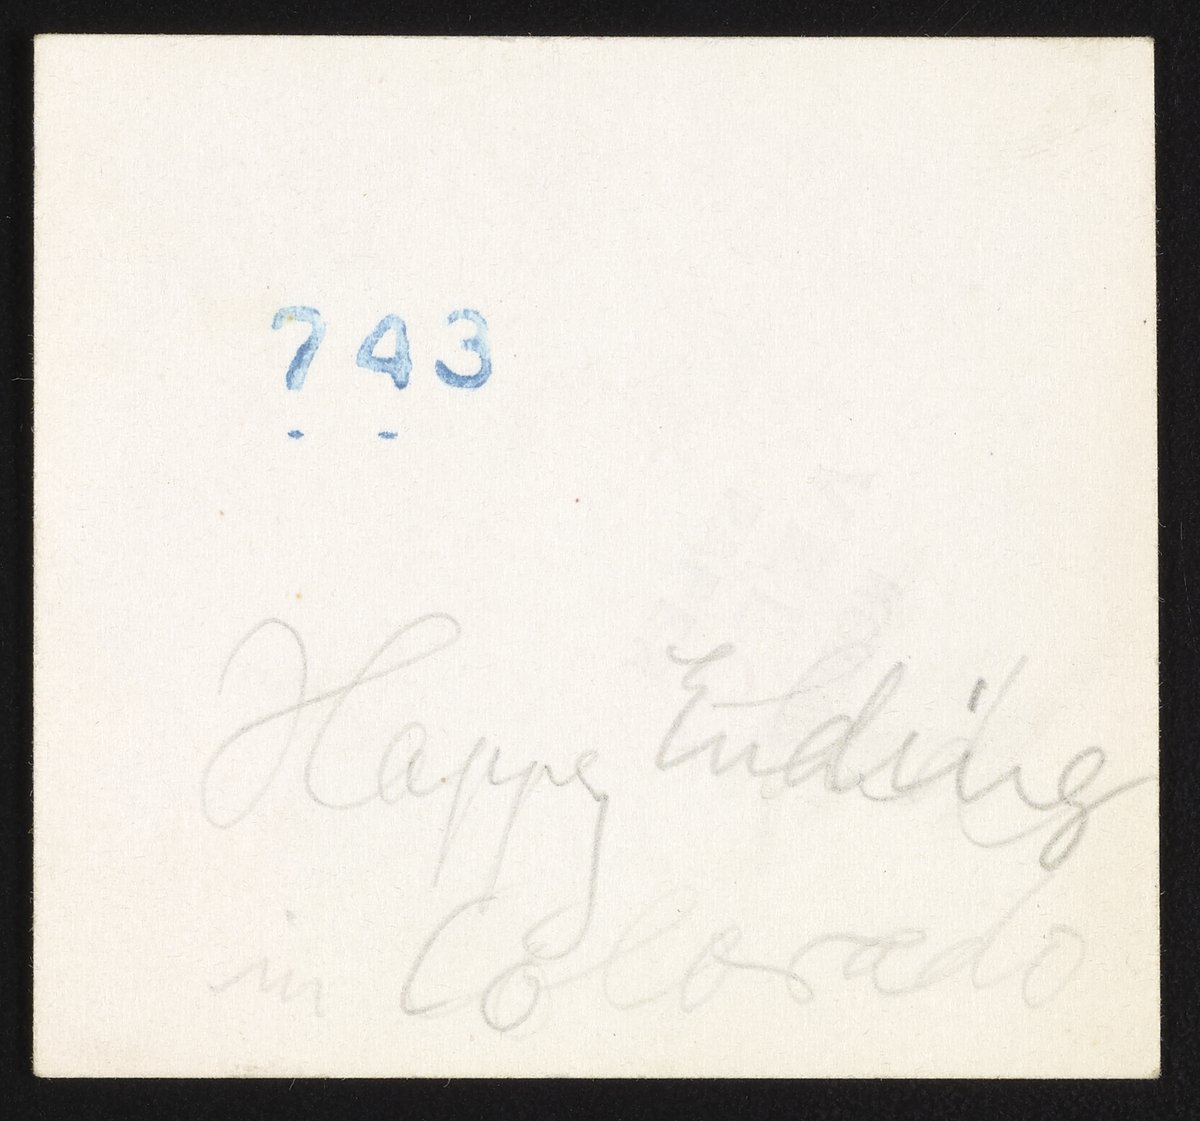 743
Happy Ending
in Colorado